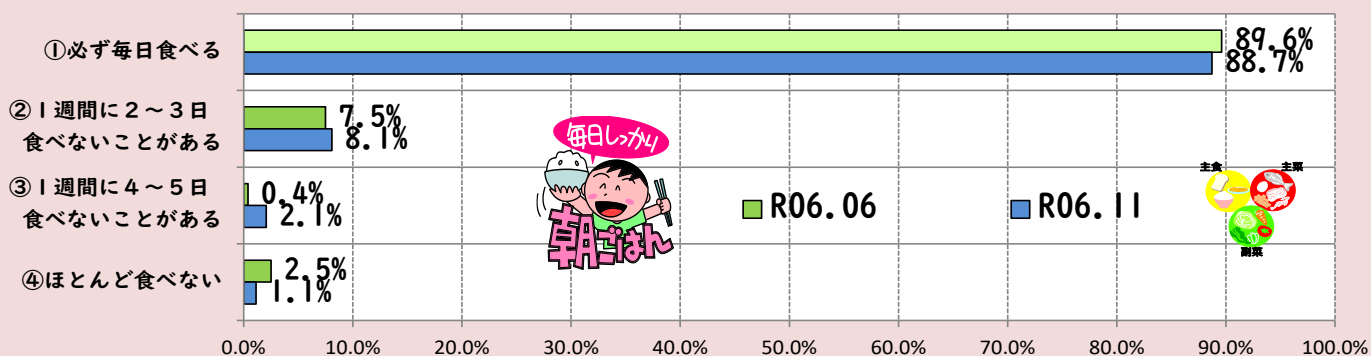 ①必ず毎日食べる
89.6%
88.7%
②1週間に2～3日
食べないことがある
7.5%
8.1%
③1週間に4～5日
食べないことがある
0.4%
2.1%
④ほとんど食べない
2.5%
1.1%
毎日しっかり
朝ごはん
R06.06
R06.11
主食
主菜
副菜
0.0% 10.0% 20.0% 30.0% 40.0% 50.0% 60.0% 70.0% 80.0% 90.0% 100.0%